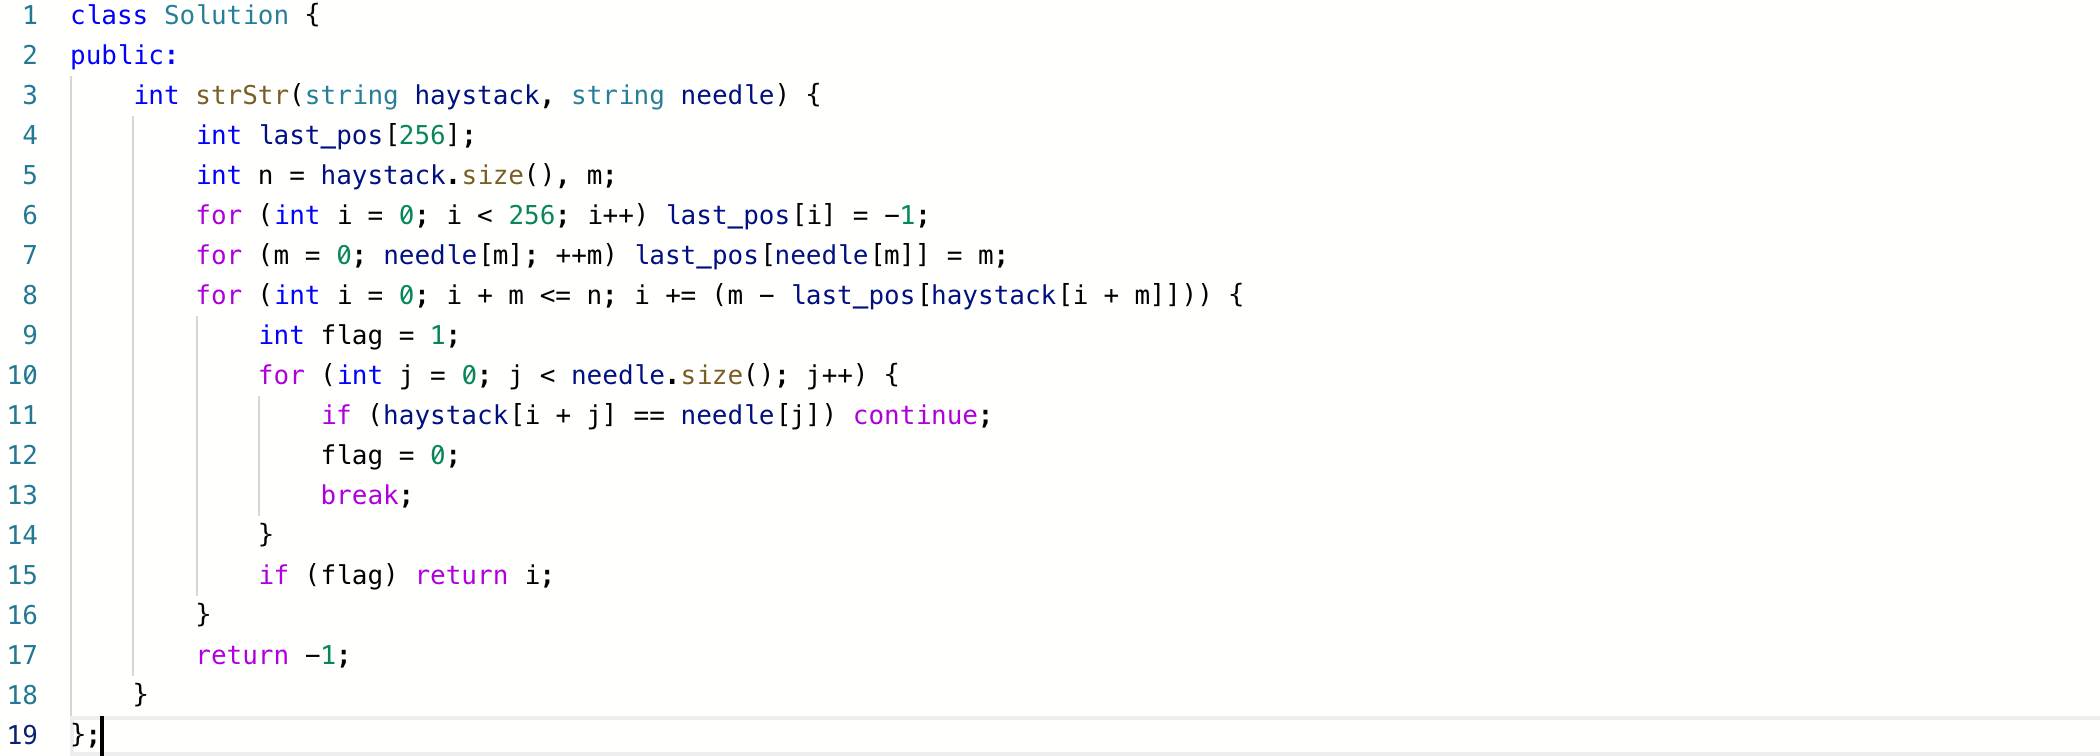 1 class Solution {
2 public:
3     int strStr(string haystack, string needle) {
4         int last_pos[256];
5         int n = haystack.size(), m;
6         for (int i = 0; i < 256; i++) last_pos[i] = -1;
7         for (m = 0; needle[m]; ++m) last_pos[needle[m]] = m;
8         for (int i = 0; i + m <= n; i += (m - last_pos[haystack[i + m]])) {
9             int flag = 1;
10             for (int j = 0; j < needle.size(); j++) {
11                 if (haystack[i + j] == needle[j]) continue;
12                 flag = 0;
13                 break;
14             }
15             if (flag) return i;
16         }
17         return -1;
18     }
19 };